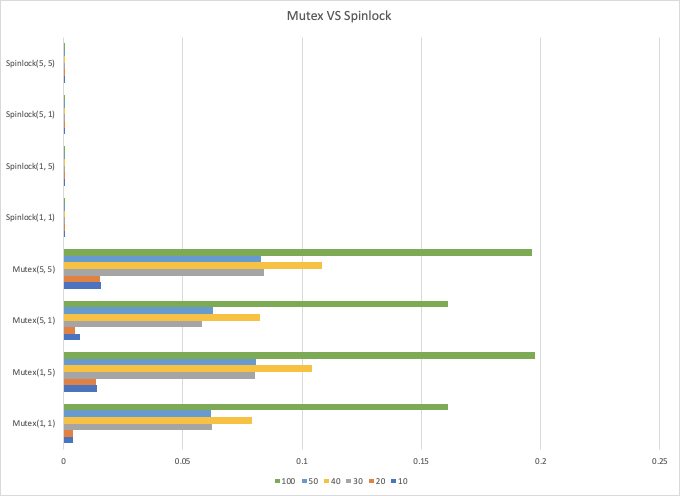 Mutex VS Spinlock
Spinlock(5, 5)
Spinlock(5, 1)
Spinlock(1, 5)
Spinlock(1, 1)
Mutex(5, 5)
Mutex(5, 1)
Mutex(1, 5)
Mutex(1, 1)
0 0.05 0.1 0.15 0.2 0.25
100 50 40 30 20 10